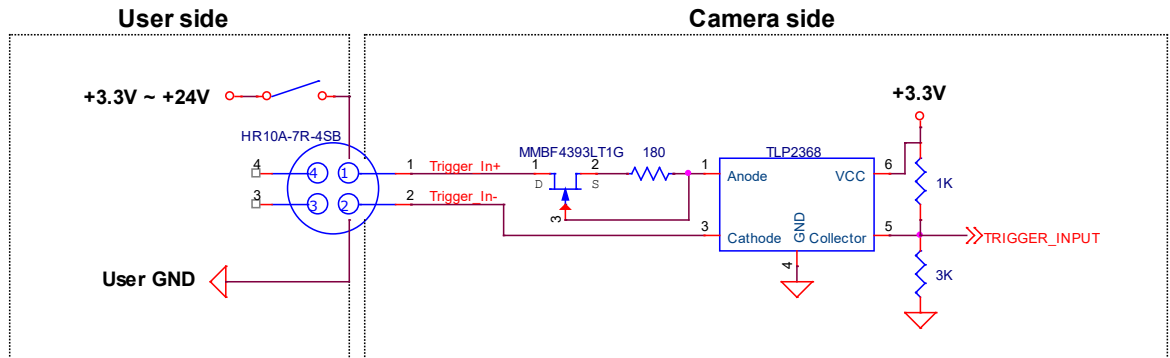 User side
Camera side
+3.3V ~ +24V
+3.3V
HR10A-7R-4SB
MMBF4393LT1G
180
TLP2368
4
4
1
1
Trigger_In+
1
D
2
S
1
Anode
VCC
6
1K
3
3
2
2
Trigger_In-
3
3
Cathode
GND
Collector
5
TRIGGER_INPUT
4
3K
User GND